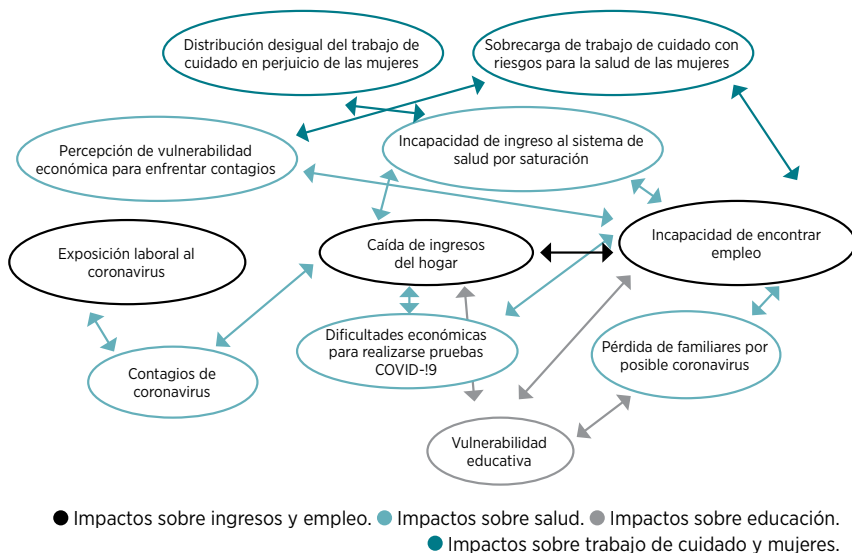 Distribución desigual del trabajo de
cuidado en perjuicio de las mujeres
Sobrecarga de trabajo de cuidado con
riesgos para la salud de las mujeres
Percepción de vulnerabilidad
económica para enfrentar contagios
Incapacidad de ingreso al sistema de
salud por saturación
Exposición laboral al
coronavirus
Caída de ingresos
del hogar
Incapacidad de encontrar
empleo
Contagios de
coronavirus
Dificultades económicas
para realizarse pruebas
COVID-!9
Pérdida de familiares por
posible coronavirus
Vulnerabilidad
educativa
Impactos sobre ingresos y empleo. Impactos sobre salud. Impactos sobre educación.
Impactos sobre trabajo de cuidado y mujeres.